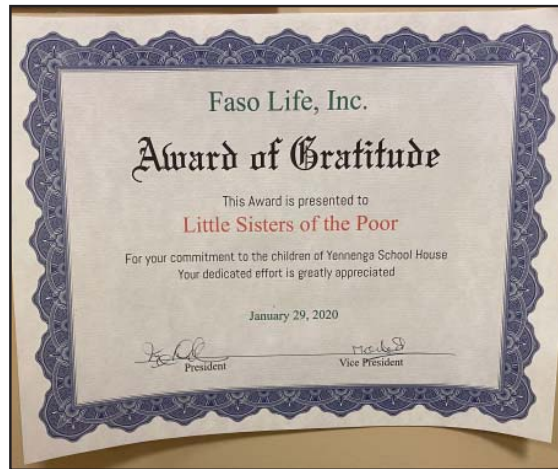 Faso Life, Inc.
Award of Gratitude
This Award is presented to
Little Sisters of the Poor
For your commitment to the children of Yennenga School House
Your dedicated effort is greatly appreciated
January 29, 2020
President
Vice President